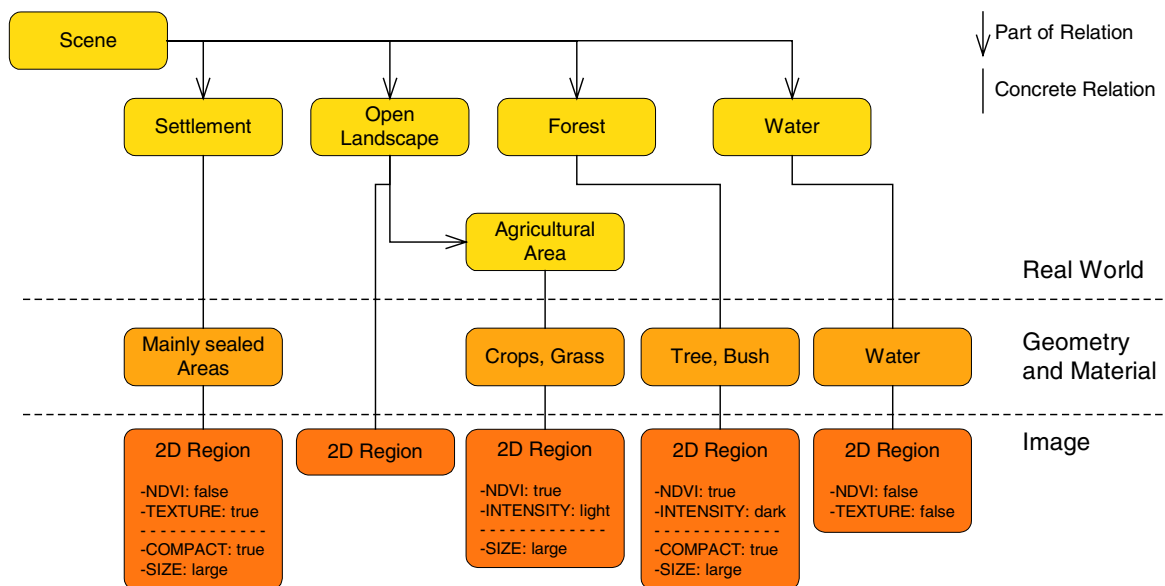 Scene
Part of Relation
Concrete Relation
Settlement
Open
Landscape
Forest
Water
Agricultural
Area
Real World
Mainly sealed
Areas
Crops, Grass
Tree, Bush
Water
Geometry
and Material
2D Region
-NDVI: false
-TEXTURE: true
-COMPACT: true
-SIZE: large
2D Region
2D Region
-NDVI: true
-INTENSITY: light
-SIZE: large
2D Region
-NDVI: true
-INTENSITY: dark
-COMPACT: true
-SIZE: large
2D Region
-NDVI: false
-TEXTURE: false
Image